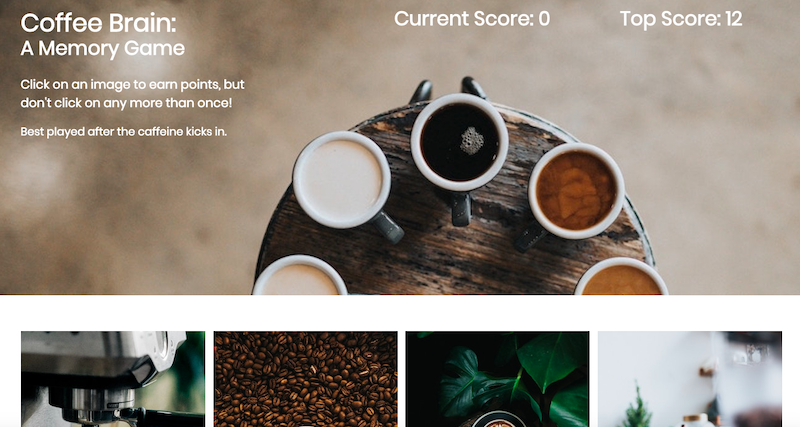 Coffee Brain:
A Memory Game
Current Score: 0
Top Score: 12
Click on an image to earn points, but
don't click on any more than once!
Best played after the caffeine kicks in.